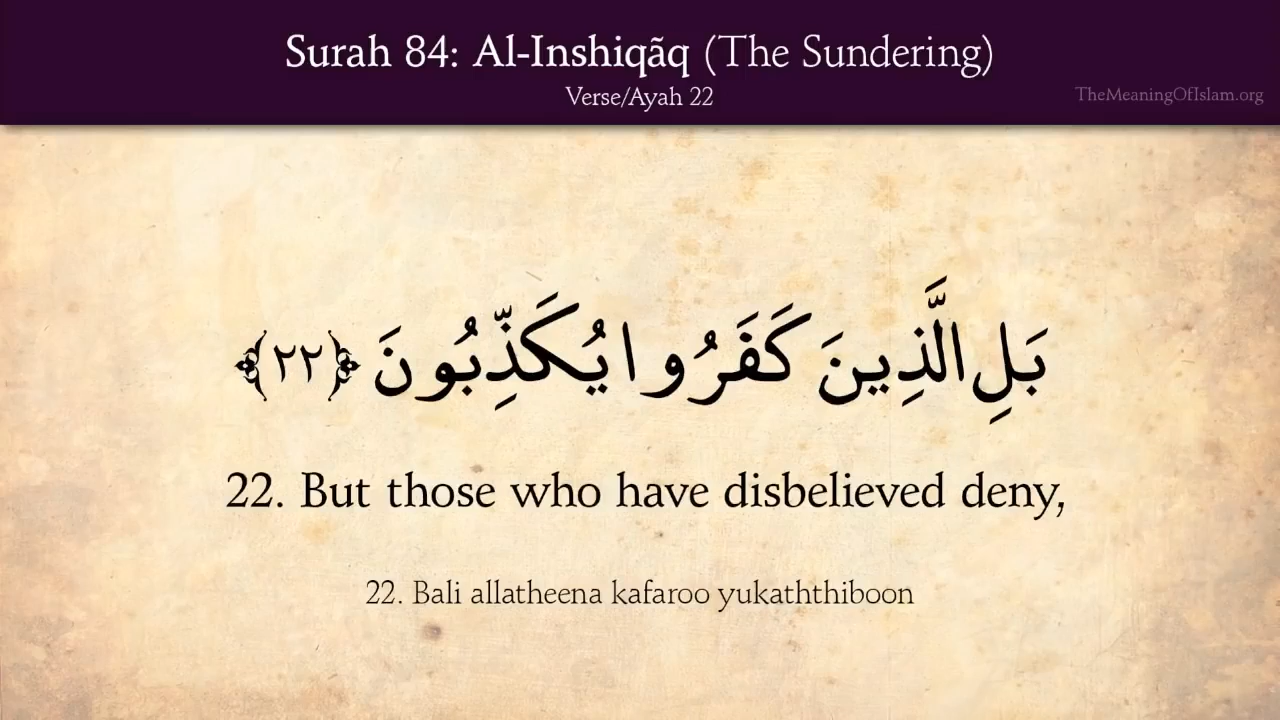 Surah 84: Al-Inshiqãq (The Sundering)
Verse/Ayah 22
TheMeaningOfIslam.org
بَلِ الَّذِينَ كَفَرُوا يُكَذِّبُونَ ﴿٢٢﴾
22. But those who have disbelieved deny,
22. Bali allatheena kafaroo yukaththiboon